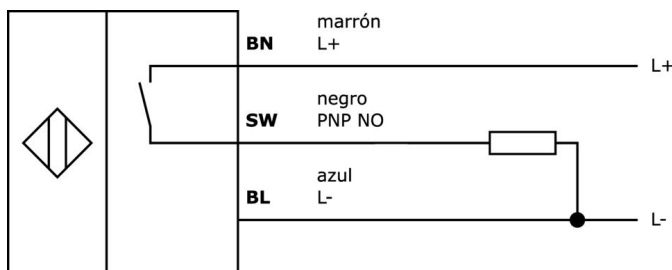 marrón
BN L+
L+
negro
SW PNP NO
azul
BL L-
L-